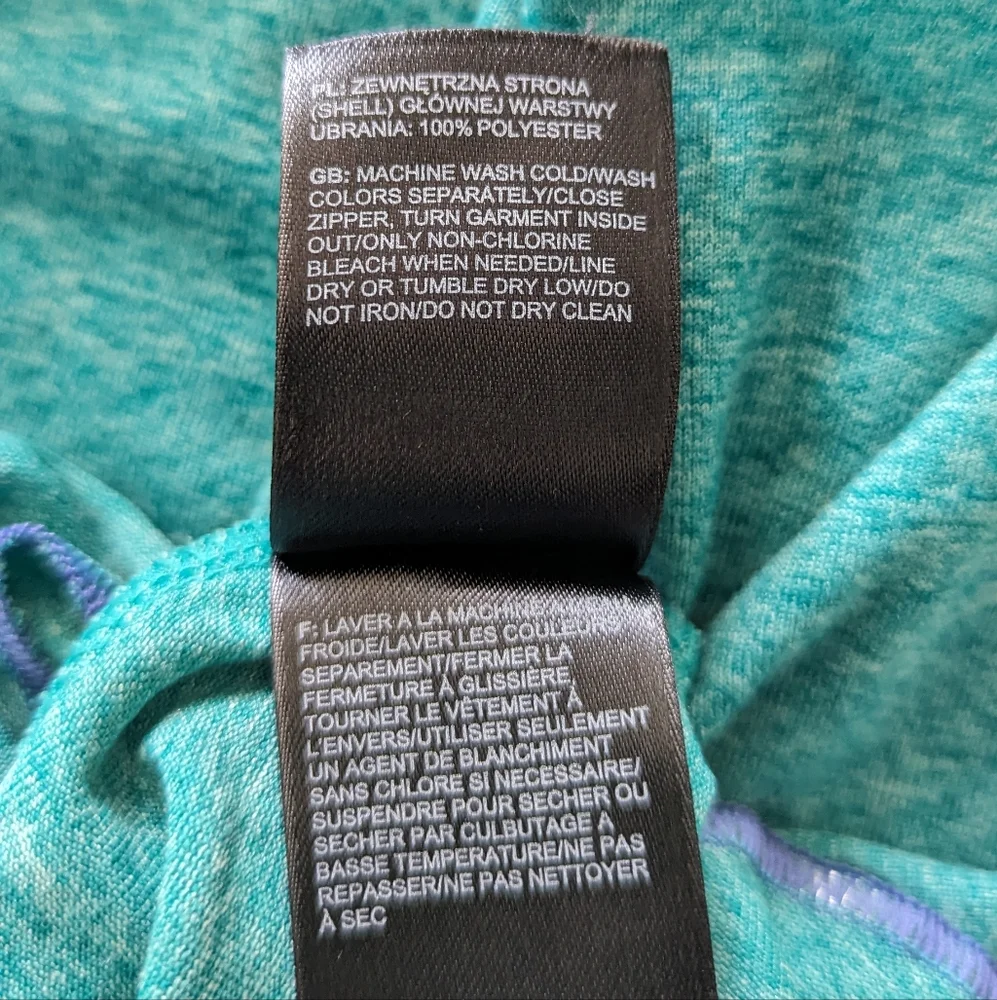 PL: ZEWNĘTRZNA STRONA
(SHELL) GŁÓWNEJ WARSTWY
UBRANIA: 100% POLYESTER
GB: MACHINE WASH COLD/WASH
COLORS SEPARATELY/CLOSE
ZIPPER, TURN GARMENT INSIDE
OUT/ONLY NON-CHLORINE
BLEACH WHEN NEEDED/LINE
DRY OR TUMBLE DRY LOW/DO
NOT IRON/DO NOT DRY CLEAN
F: LAVER A LA MACHINE A
FROIDE/LAVER LES COULEURS
SEPAREMENT/FERMER LA
FERMETURE À GLISSIÈRE,
TOURNER LE VÊTEMENT À
L'ENVERS/UTILISER SEULEMENT
UN AGENT DE BLANCHIMENT
SANS CHLORE SI NECESSAIRE/
SUSPENDRE POUR SECHER OU
SECHER PAR CULBUTAGE A
BASSE TEMPERATURE/NE PAS
REPASSER/NE PAS NETTOYER
À SEC